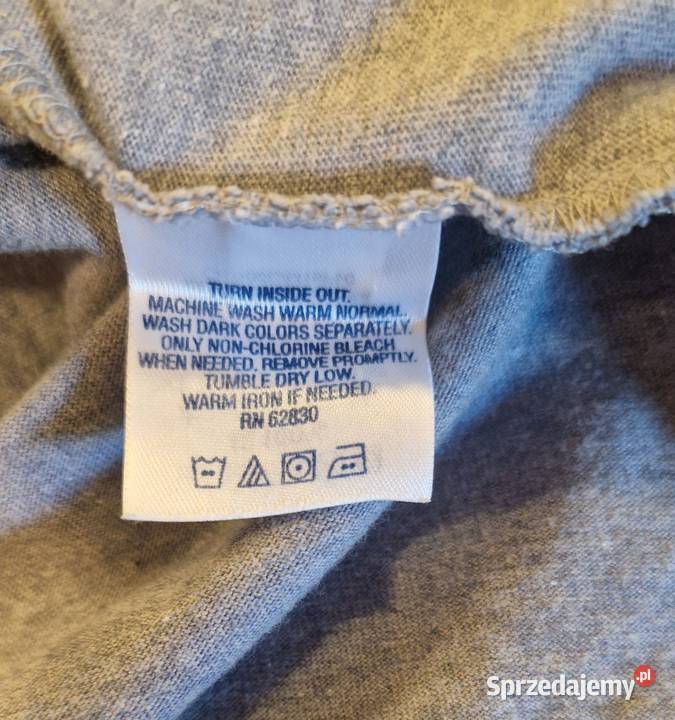 TURN INSIDE OUT.
MACHINE WASH WARM NORMAL.
WASH DARK COLORS SEPARATELY.
ONLY NON-CHLORINE BLEACH
WHEN NEEDED. REMOVE PROMPTLY.
TUMBLE DRY LOW.
WARM IRON IF NEEDED.
RN 62830
Sprzedajemy.pl